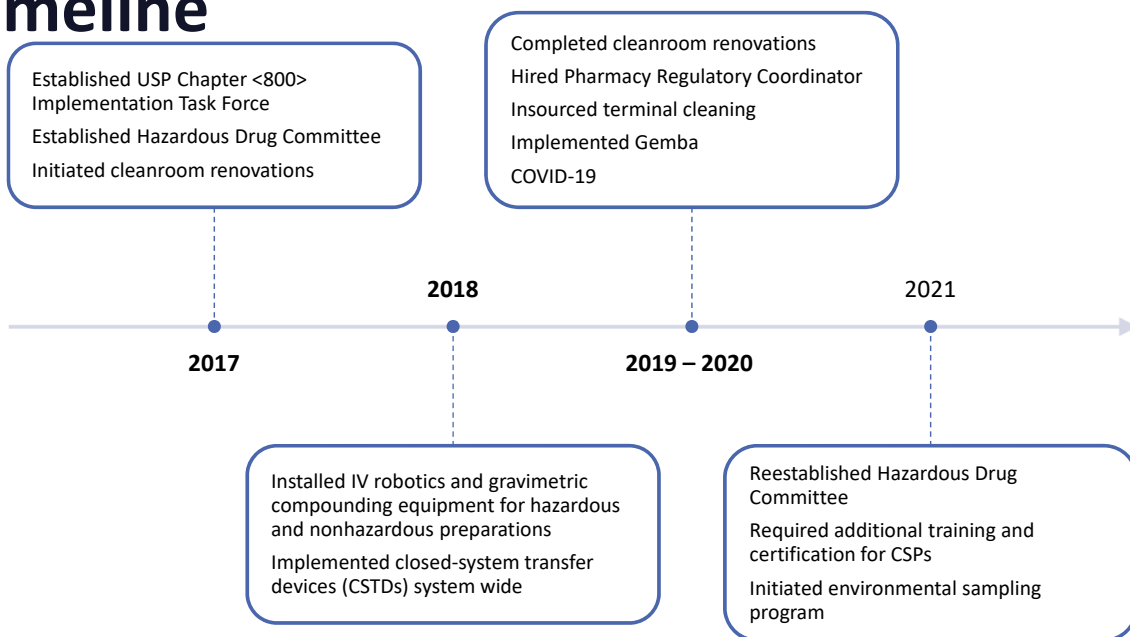 meline
Established USP Chapter <800>
Implementation Task Force
Established Hazardous Drug Committee
Initiated cleanroom renovations
Completed cleanroom renovations
Hired Pharmacy Regulatory Coordinator
Insourced terminal cleaning
Implemented Gemba
COVID-19
2018
2021
2017
2019 – 2020
Installed IV robotics and gravimetric
compounding equipment for hazardous
and nonhazardous preparations
Implemented closed-system transfer
devices (CSTDs) system wide
Reestablished Hazardous Drug
Committee
Required additional training and
certification for CSPs
Initiated environmental sampling
program